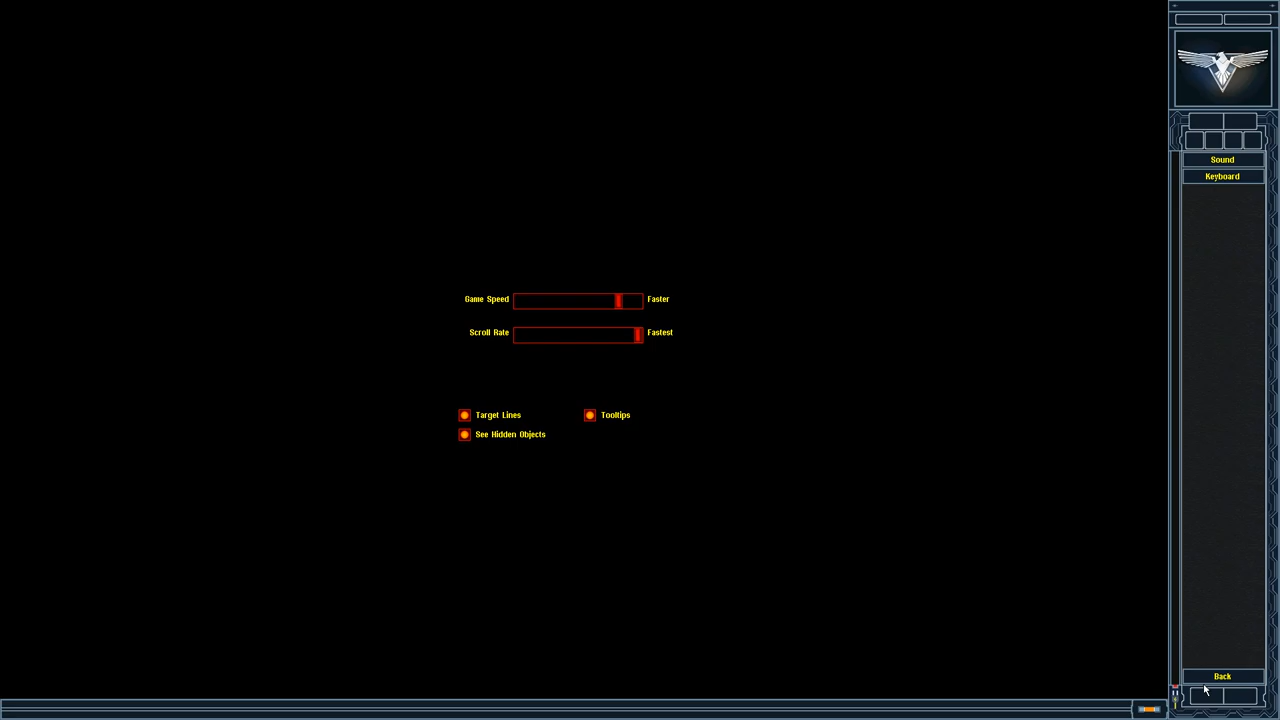 Sound
Keyboard
Game Speed Faster
Scroll Rate Fastest
Target Lines Tooltips
See Hidden Objects
Back